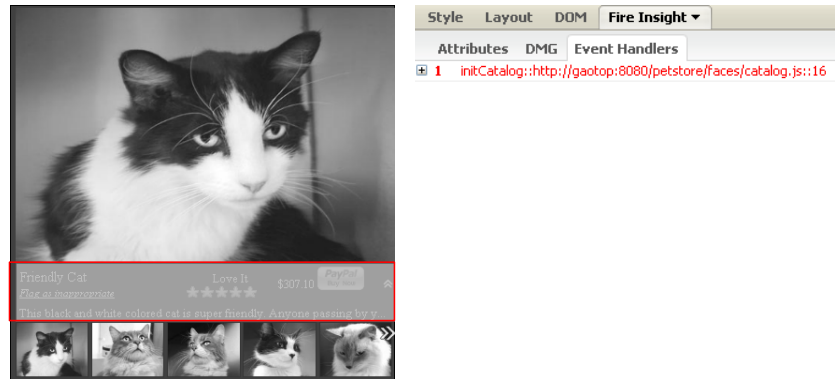 Friendly Cat
Love It
$307.10
PayPal
Flag as inappropriate
This black and white colored cat is super friendly. Anyone passing by y
Style Layout DOM Fire Insight
Attributes DMG Event Handlers
1 initCatalog::http://gaotop:8080/petstore/faces/catalog.js::16